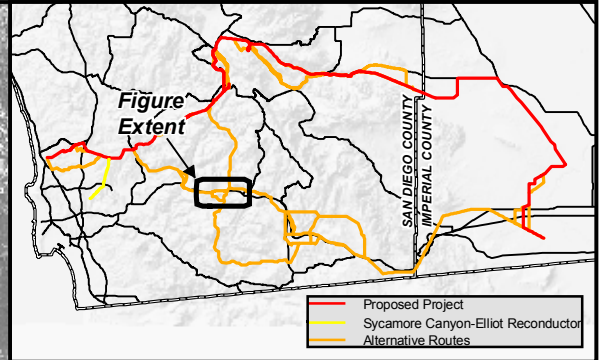 Figure
Extent
SAN DIEGO COUNTY
IMPERIAL COUNTY
Proposed Project
Sycamore Canyon-Elliot Reconductor
Alternative Routes